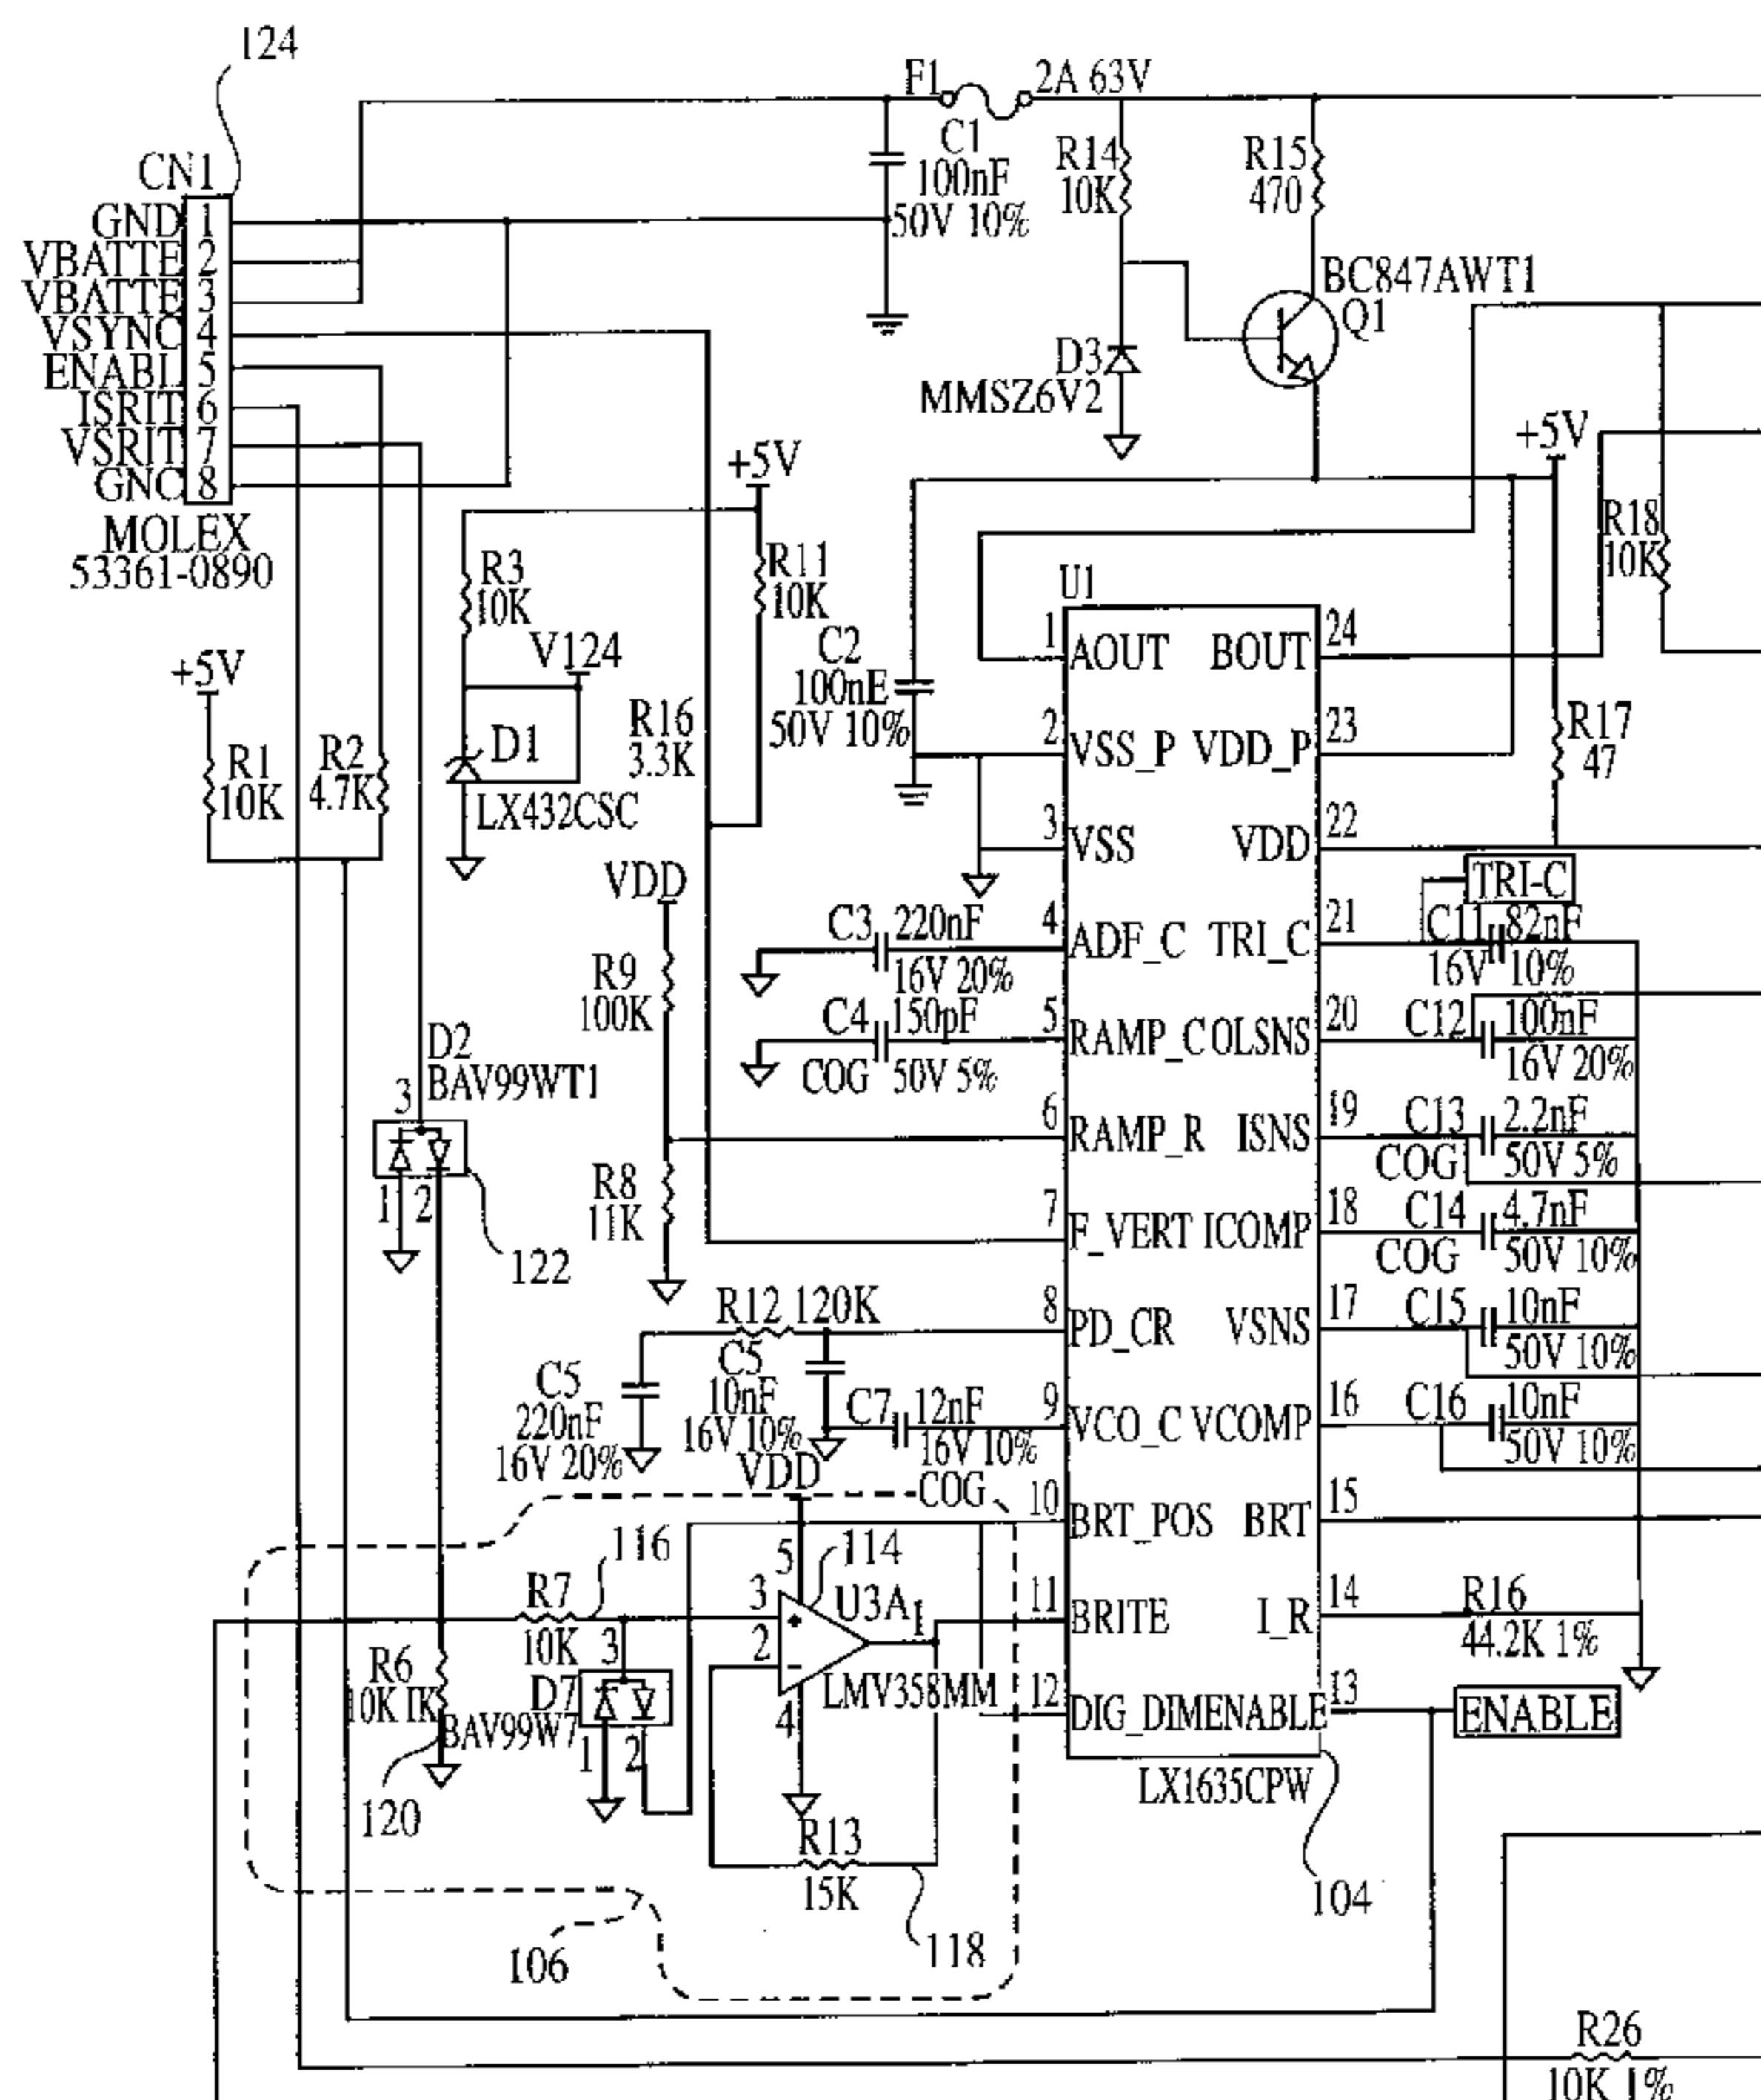 124
F1
2A 63V
C1
100nF
50V 10%
R14
10K
R15
470
CN1
GND 1
VBATTE 2
VBATTE 3
VSYNC 4
ENABL 5
ISRIT 6
VSRIT 7
GNC 8
MOLEX
53361-0890
BC847AWT1
Q1
D3
MMSZ6V2
+5V
+5V
R18
10K
R3
10K
R11
10K
U1
V124
C2
100nE
50V 10%
+5V
R1
10K
R2
4.7K
D1
LX432CSC
R16
3.3K
R17
47
1 AOUT BOUT 24
2 VSS_P VDD_P 23
3 VSS VDD 22
4 ADF_C TRI_C 21
5 RAMP_C OLSNS 20
6 RAMP_R ISNS 19
7 F_VERT ICOMP 18
8 PD_CR VSNS 17
9 VCO_C VCOMP 16
10 BRT_POS BRT 15
11 BRITE I_R 14
12 DIG_DIM ENABLE 13
LX1635CPW
104
TRI-C
C11 82nF
16V 10%
C12 100nF
16V 20%
C13 2.2nF
COG 50V 5%
C14 4.7nF
COG 50V 10%
C15 10nF
50V 10%
C16 10nF
50V 10%
R16
44.2K 1%
ENABLE
VDD
R9
100K
R8
11K
C3 220nF
16V 20%
C4 150pF
COG 50V 5%
D2
BAV99WT1
3
1 2
122
R12 120K
C5
220nF
16V 20%
C5
10nF
16V 10%
C7 12nF
16V 10%
COG
VDD
116
5
114
R7
10K
3
2
U3A
1
LMV358MM
4
R6
10K 1K
120
3
D7
BAV99W7
1 2
R13
15K
118
106
R26
10K 1%